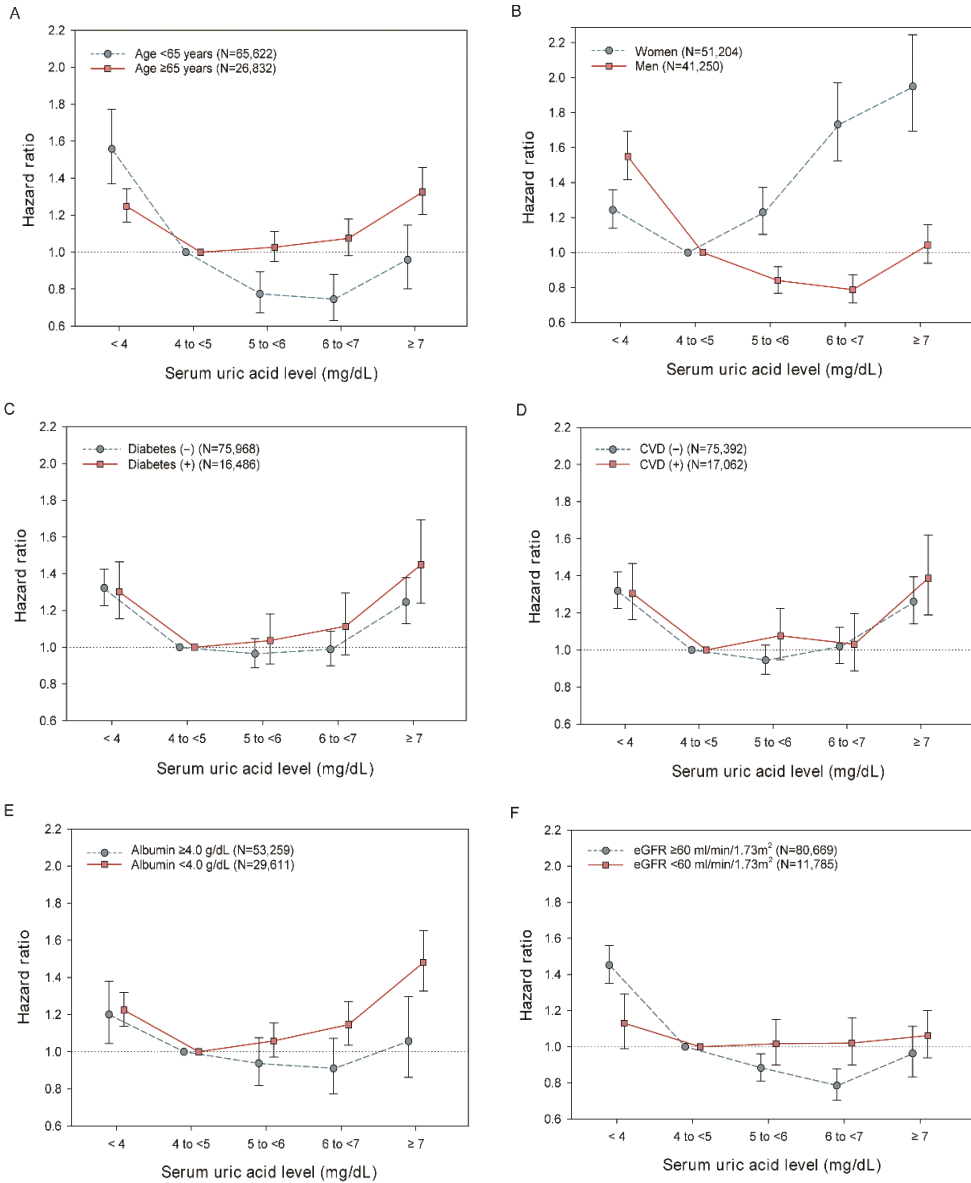 A
Age <65 years (N=65,622)
Age ≥65 years (N=26,832)
Hazard ratio
2.2
2.0
1.8
1.6
1.4
1.2
1.0
0.8
0.6
< 4
4 to <5
5 to <6
6 to <7
≥ 7
Serum uric acid level (mg/dL)
B
Women (N=51,204)
Men (N=41,250)
Hazard ratio
2.2
2.0
1.8
1.6
1.4
1.2
1.0
0.8
0.6
< 4
4 to <5
5 to <6
6 to <7
≥ 7
Serum uric acid level (mg/dL)
C
Diabetes (−) (N=75,968)
Diabetes (+) (N=16,486)
Hazard ratio
2.2
2.0
1.8
1.6
1.4
1.2
1.0
0.8
0.6
< 4
4 to <5
5 to <6
6 to <7
≥ 7
Serum uric acid level (mg/dL)
D
CVD (−) (N=75,392)
CVD (+) (N=17,062)
Hazard ratio
2.2
2.0
1.8
1.6
1.4
1.2
1.0
0.8
0.6
< 4
4 to <5
5 to <6
6 to <7
≥ 7
Serum uric acid level (mg/dL)
E
Albumin ≥4.0 g/dL (N=53,259)
Albumin <4.0 g/dL (N=29,611)
Hazard ratio
2.2
2.0
1.8
1.6
1.4
1.2
1.0
0.8
0.6
< 4
4 to <5
5 to <6
6 to <7
≥ 7
Serum uric acid level (mg/dL)
F
eGFR ≥60 ml/min/1.73m² (N=80,669)
eGFR <60 ml/min/1.73m² (N=11,785)
Hazard ratio
2.2
2.0
1.8
1.6
1.4
1.2
1.0
0.8
0.6
< 4
4 to <5
5 to <6
6 to <7
≥ 7
Serum uric acid level (mg/dL)